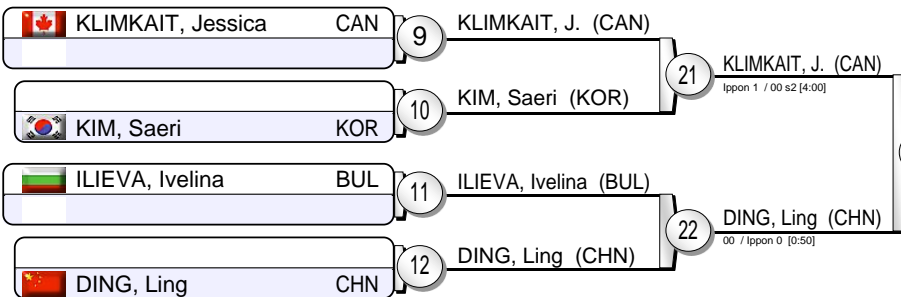 KLIMKAIT, Jessica CAN
9
KLIMKAIT, J. (CAN)
21
KLIMKAIT, J. (CAN)
Ippon 1 / 00 s2 [4:00]
10
KIM, Saeri (KOR)
KIM, Saeri KOR
ILIEVA, Ivelina BUL
11
ILIEVA, Ivelina (BUL)
22
DING, Ling (CHN)
00 / Ippon 0 [0:50]
12
DING, Ling (CHN)
DING, Ling CHN